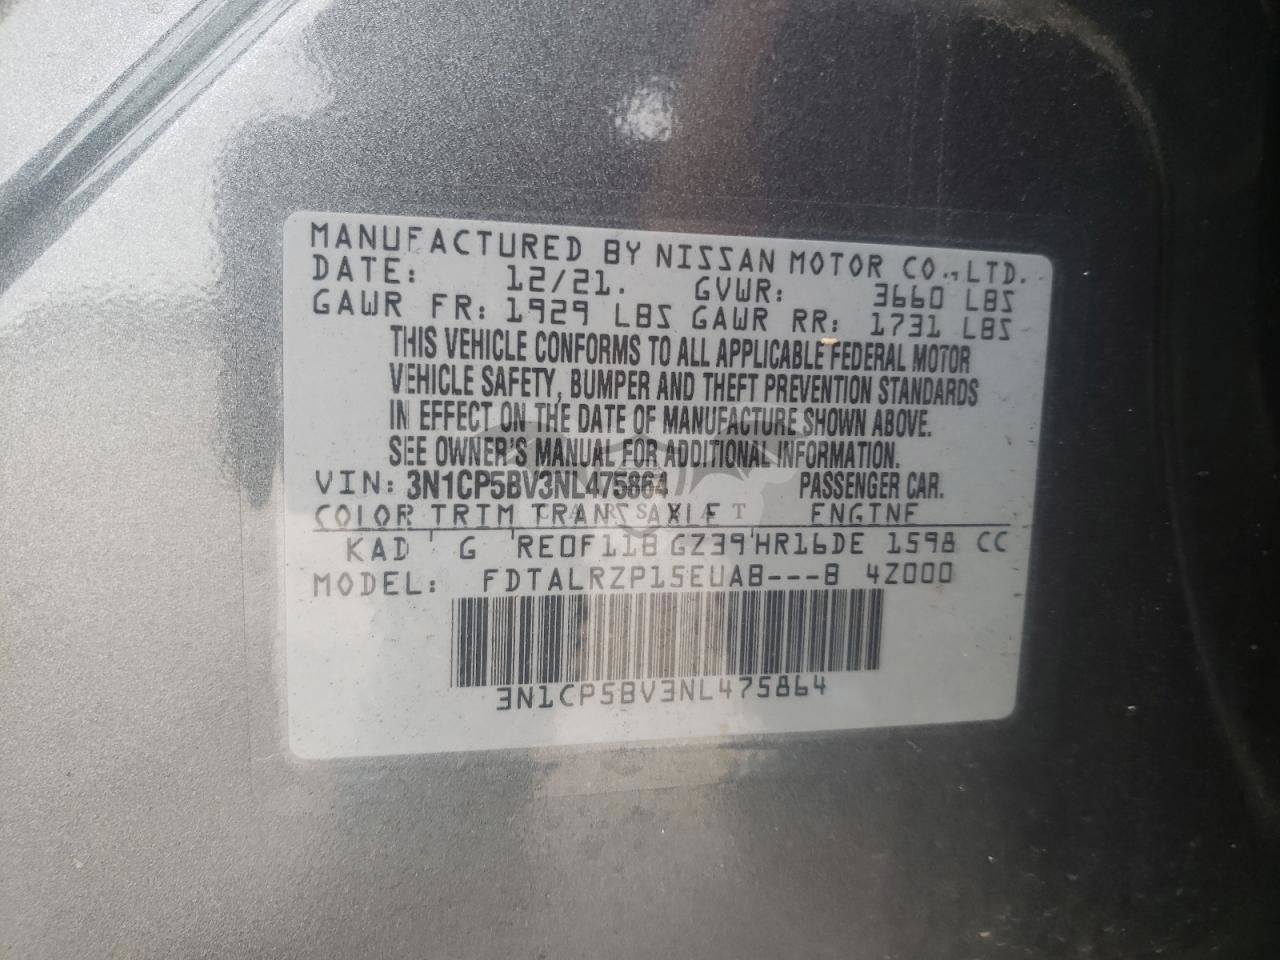 MANUFACTURED BY NISSAN MOTOR CO.,LTD.
DATE: 12/21. GVWR: 3660 LBS
GAWR FR: 1929 LBS GAWR RR: 1731 LBS
THIS VEHICLE CONFORMS TO ALL APPLICABLE FEDERAL MOTOR
VEHICLE SAFETY, BUMPER AND THEFT PREVENTION STANDARDS
IN EFFECT ON THE DATE OF MANUFACTURE SHOWN ABOVE.
SEE OWNER'S MANUAL FOR ADDITIONAL INFORMATION.
VIN: 3N1CP5BV3NL475864 PASSENGER CAR.
COLOR TRIM TRANSAXLE ENGINE
KAD G RE0F11B GZ39 HR16DE 1598 CC
MODEL: FDTALRZP15EUAB---B 4Z000
3N1CP5BV3NL475864